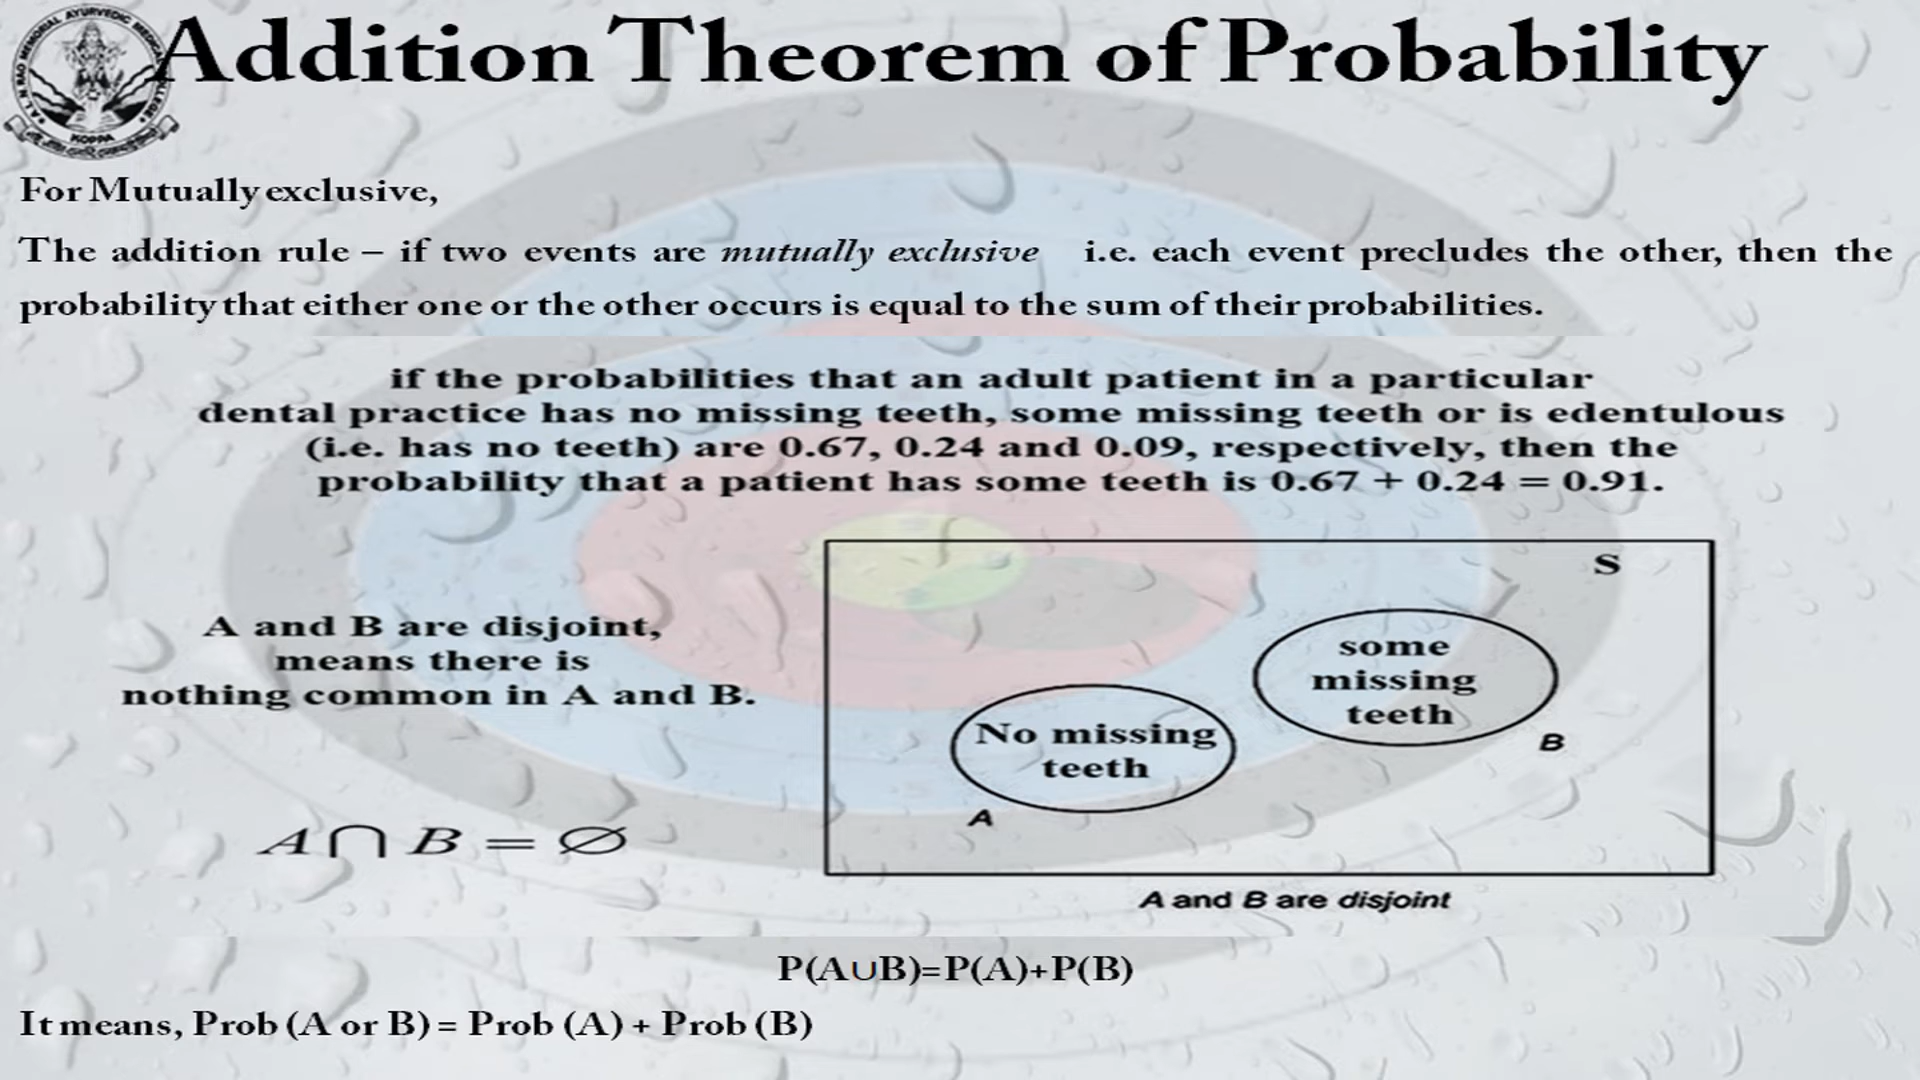 Addition Theorem of Probability
KOPPA
For Mutually exclusive,
The addition rule – if two events are mutually exclusive i.e. each event precludes the other, then the
probability that either one or the other occurs is equal to the sum of their probabilities.
if the probabilities that an adult patient in a particular
dental practice has no missing teeth, some missing teeth or is edentulous
(i.e. has no teeth) are 0.67, 0.24 and 0.09, respectively, then the
probability that a patient has some teeth is 0.67 + 0.24 = 0.91.
A and B are disjoint,
means there is
nothing common in A and B.
A ∩ B = ∅
S
some
missing
teeth
B
No missing
teeth
A
A and B are disjoint
P(A∪B)=P(A)+P(B)
It means, Prob (A or B) = Prob (A) + Prob (B)